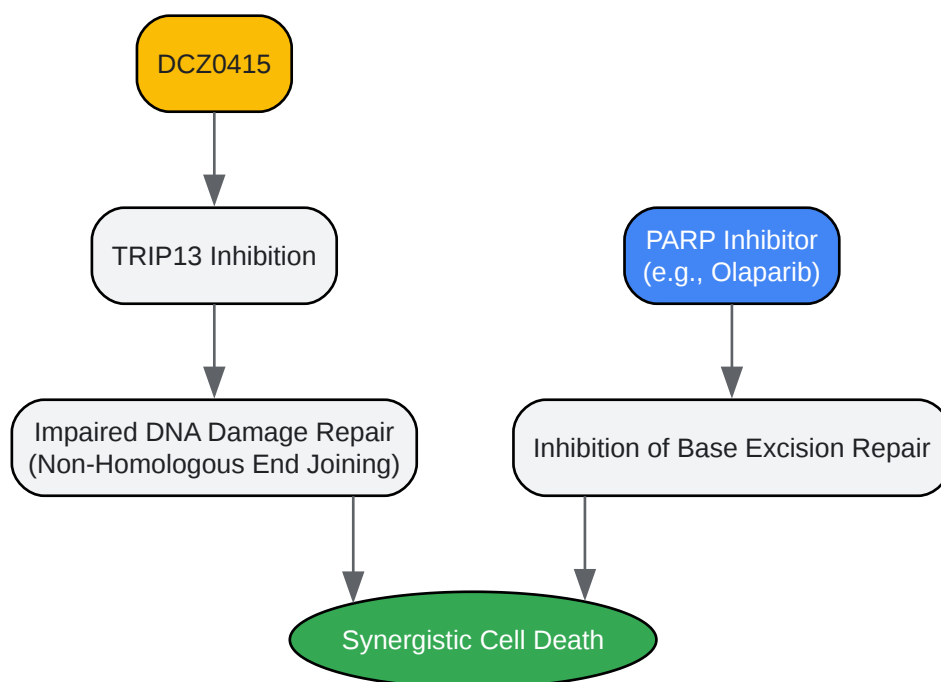 DCZ0415
TRIP13 Inhibition
PARP Inhibitor
(e.g., Olaparib)
Impaired DNA Damage Repair
(Non-Homologous End Joining)
Inhibition of Base Excision Repair
Synergistic Cell Death